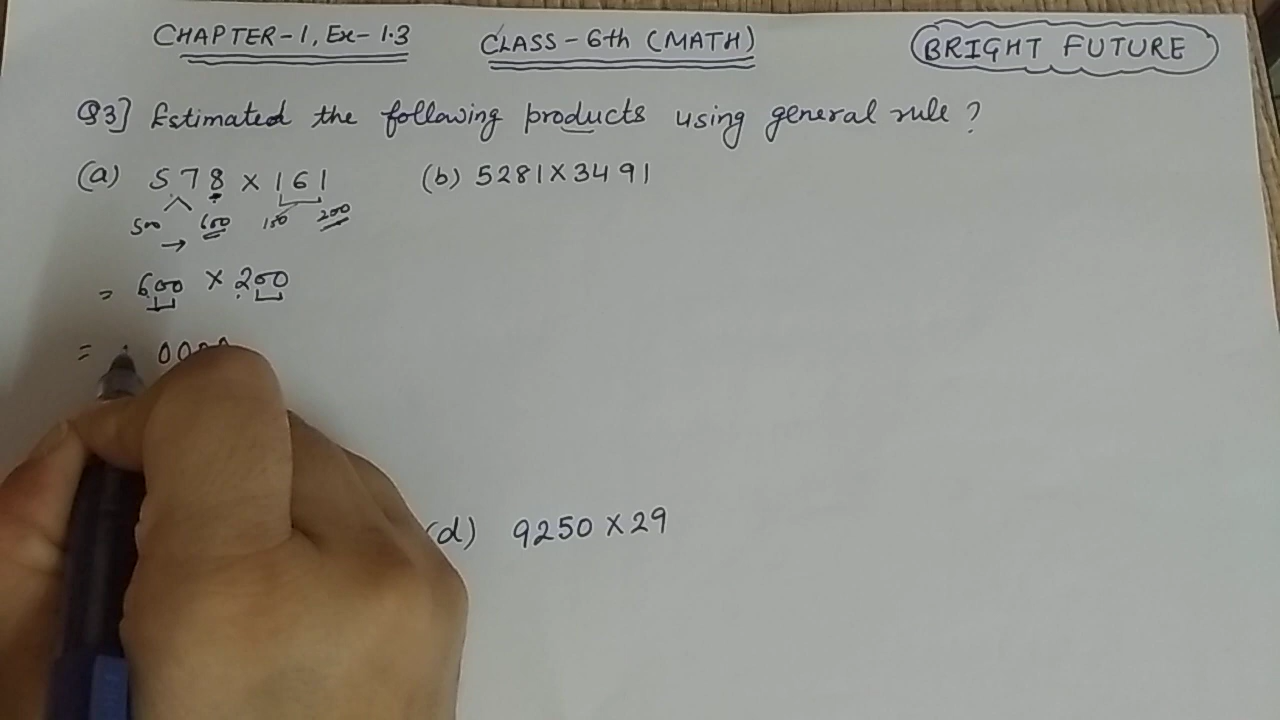 CHAPTER-1, Ex-1.3 CLASS-6th (MATH) BRIGHT FUTURE
Q3] Estimated the following products using general rule?
(a) 578 × 161 (b) 5281×3491
500 → 600 200
= 600 × 200
= 0000
(d) 9250 ×29